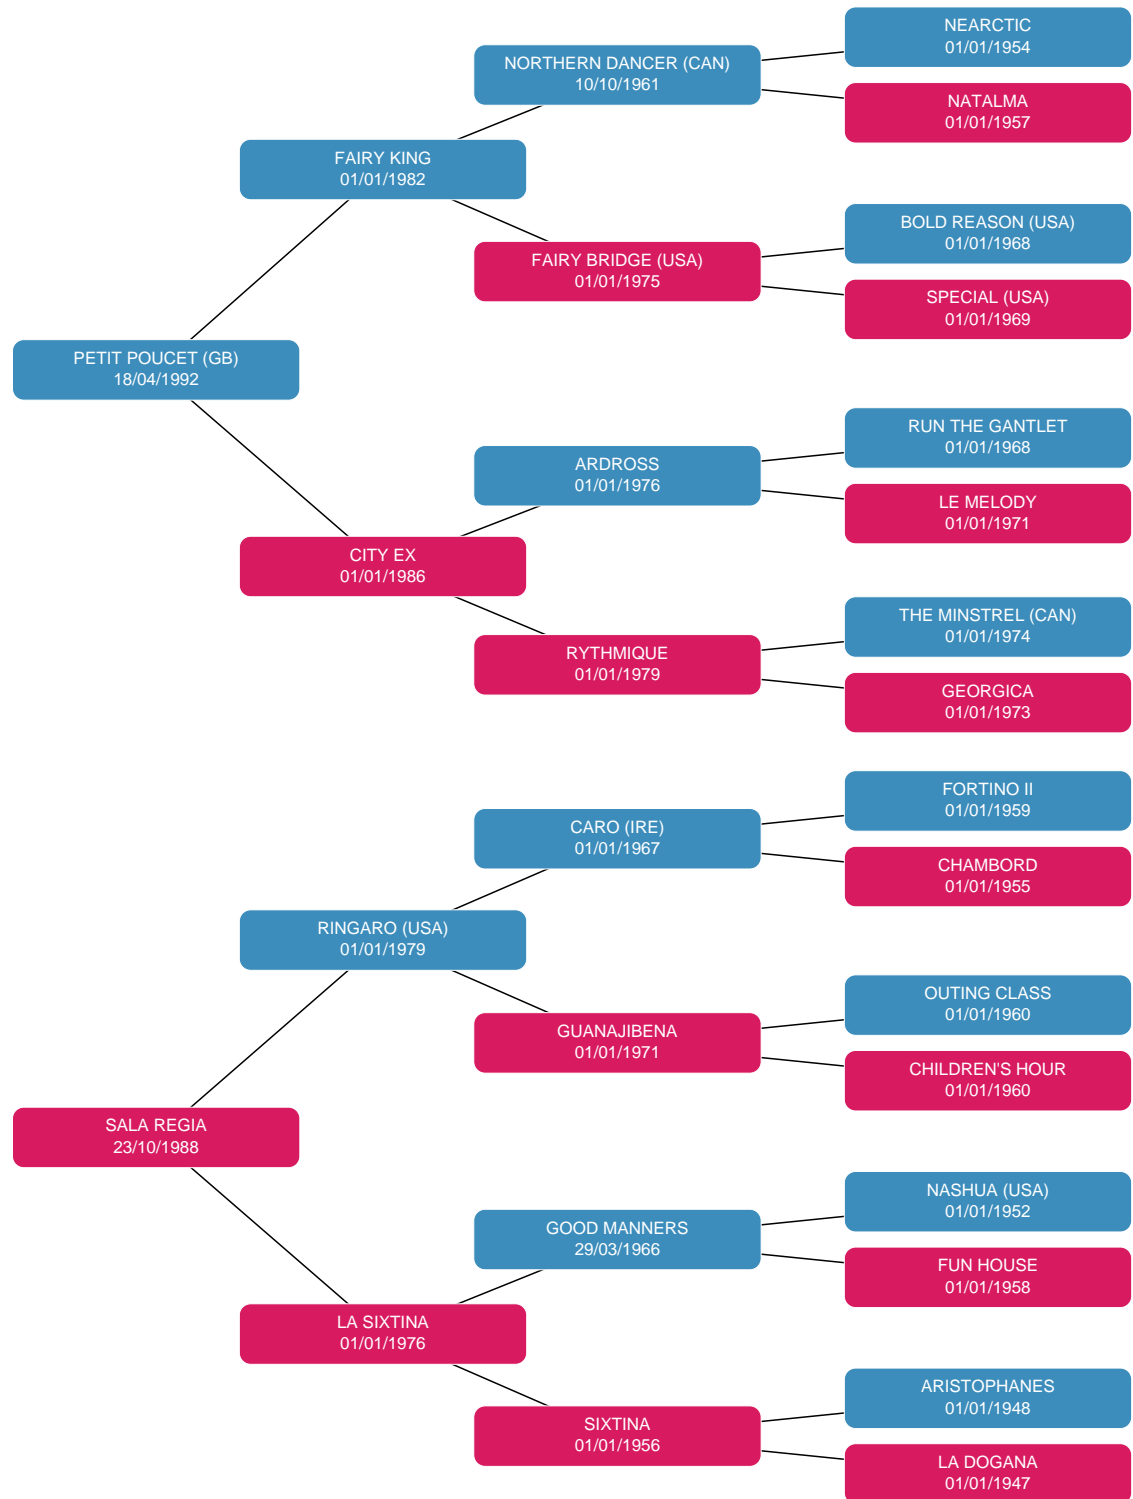 NEARCTIC
01/01/1954
NORTHERN DANCER (CAN)
10/10/1961
NATALMA
01/01/1957
FAIRY KING
01/01/1982
BOLD REASON (USA)
01/01/1968
FAIRY BRIDGE (USA)
01/01/1975
SPECIAL (USA)
01/01/1969
PETIT POUCET (GB)
18/04/1992
RUN THE GANTLET
01/01/1968
ARDROSS
01/01/1976
LE MELODY
01/01/1971
CITY EX
01/01/1986
THE MINSTREL (CAN)
01/01/1974
RYTHMIQUE
01/01/1979
GEORGICA
01/01/1973
FORTINO II
01/01/1959
CARO (IRE)
01/01/1967
CHAMBORD
01/01/1955
RINGARO (USA)
01/01/1979
OUTING CLASS
01/01/1960
GUANAJIBENA
01/01/1971
CHILDREN'S HOUR
01/01/1960
SALA REGIA
23/10/1988
NASHUA (USA)
01/01/1952
GOOD MANNERS
29/03/1966
FUN HOUSE
01/01/1958
LA SIXTINA
01/01/1976
ARISTOPHANES
01/01/1948
SIXTINA
01/01/1956
LA DOGANA
01/01/1947